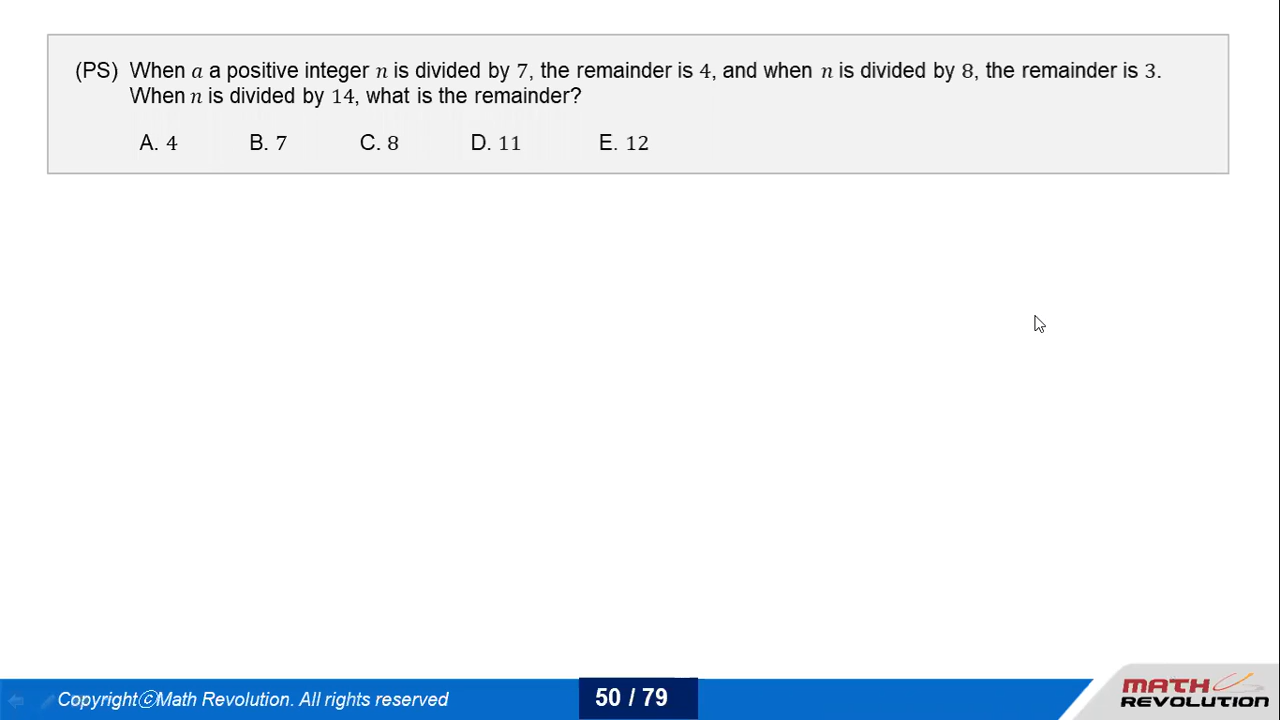 (PS) When a a positive integer n is divided by 7, the remainder is 4, and when n is divided by 8, the remainder is 3.
When n is divided by 14, what is the remainder?
A. 4 B. 7 C. 8 D. 11 E. 12
CopyrightⓒMath Revolution. All rights reserved
50 / 79
MATH
REVOLUTION